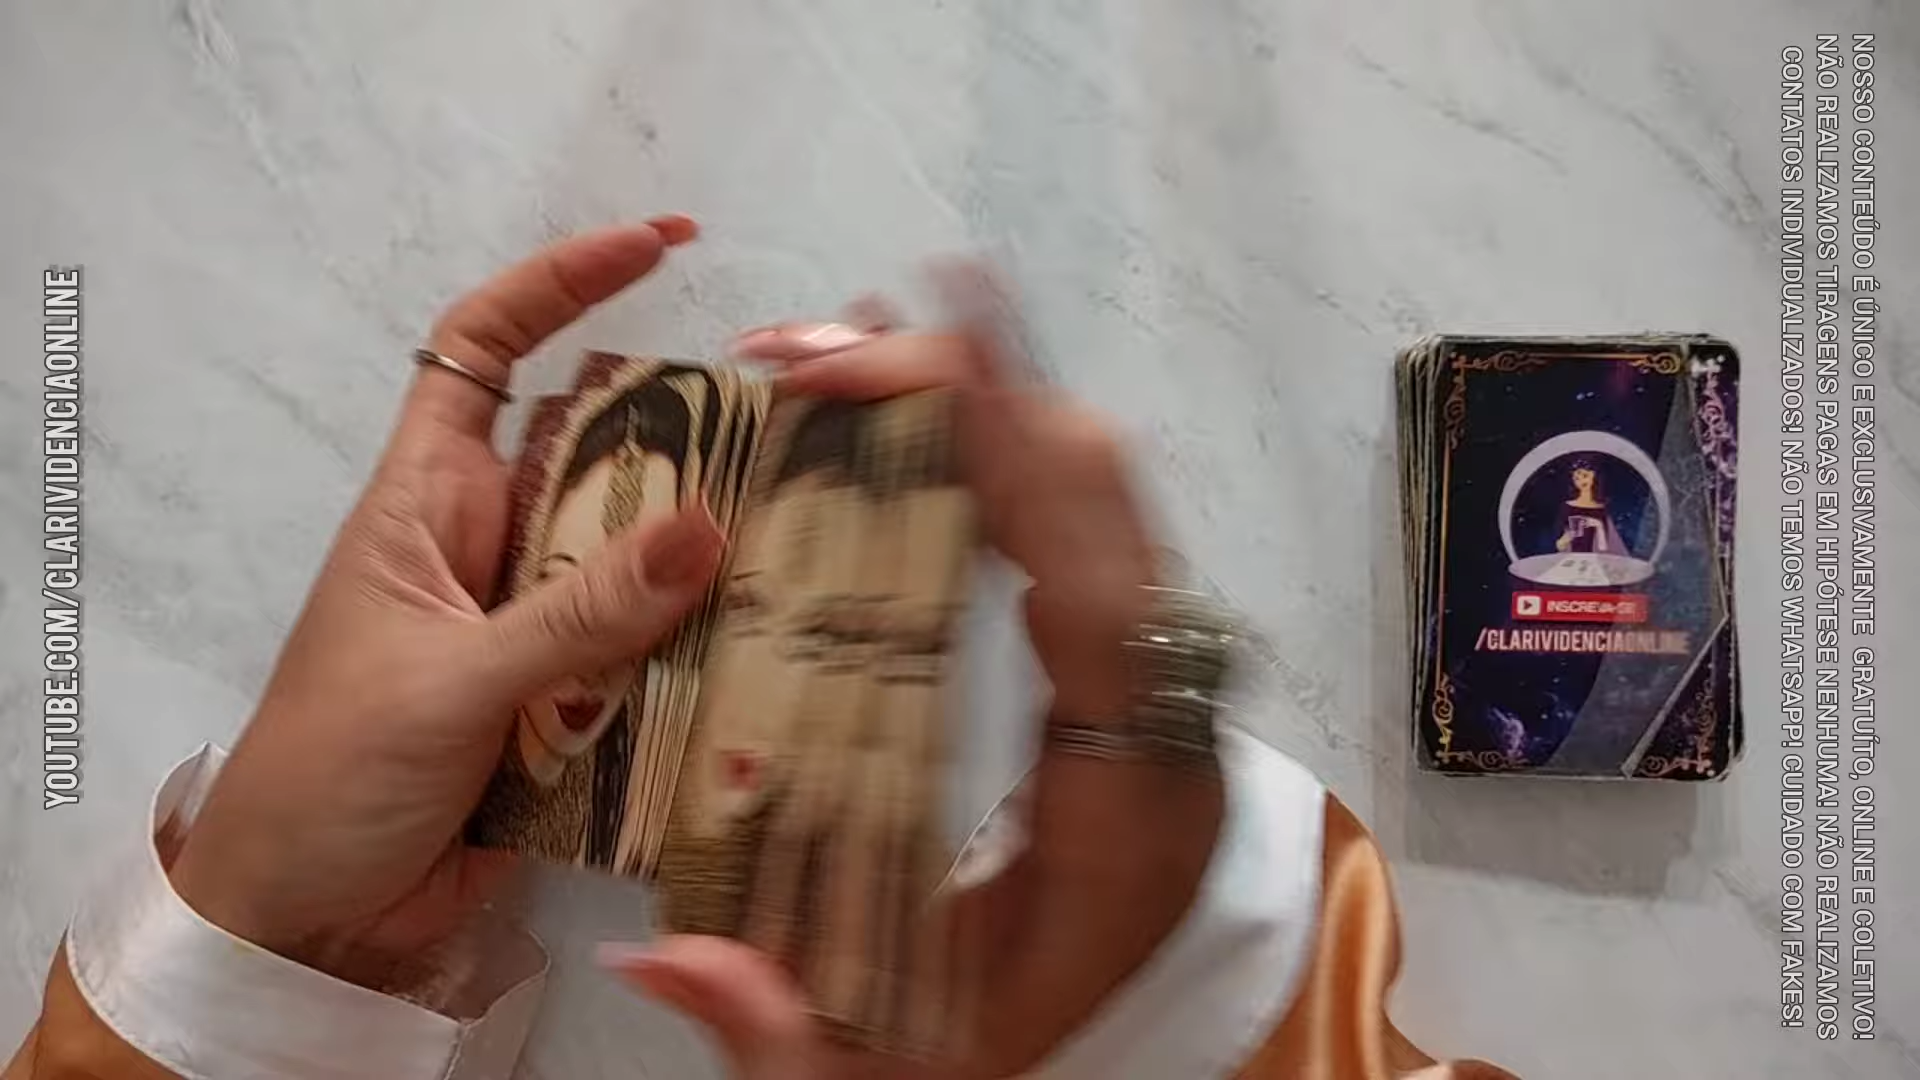 YOUTUBE.COM/CLARIVIDENCIAONLINE
INSCREVA-SE
/CLARIVIDENCIAONLINE
NOSSO CONTEÚDO É ÚNICO E EXCLUSIVAMENTE GRATUÍTO, ONLINE E COLETIVO!
NÃO REALIZAMOS TIRAGENS PAGAS EM HIPÓTESE NENHUMA! NÃO REALIZAMOS
CONTATOS INDIVIDUALIZADOS! NÃO TEMOS WHATSAPP! CUIDADO COM FAKES!